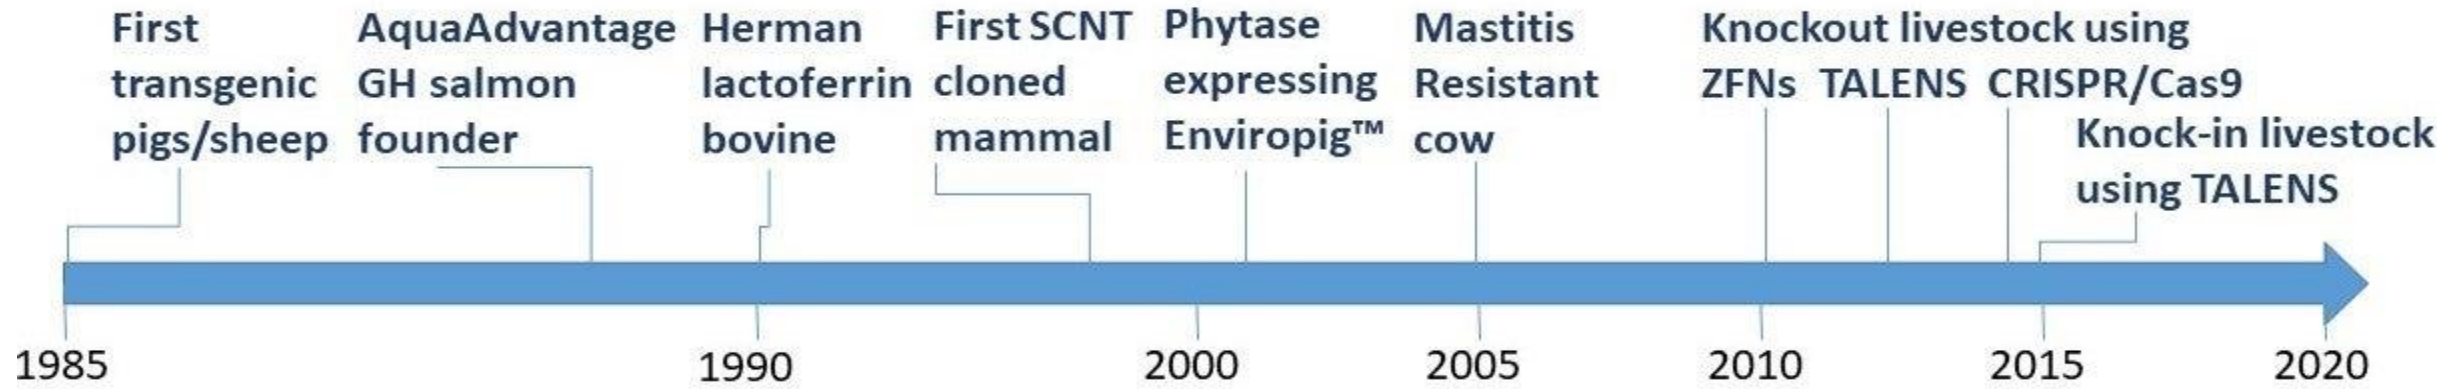 First
transgenic
pigs/sheep
AquaAdvantage
GH salmon
founder
Herman
lactoferrin
bovine
First SCNT
cloned
mammal
Phytase
expressing
Enviropig™
Mastitis
Resistant
cow
Knockout livestock using
ZFNs TALENS CRISPR/Cas9
Knock-in livestock
using TALENS
1985
1990
2000
2005
2010
2015
2020